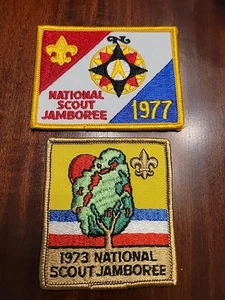 NATIONAL
SCOUT
JAMBOREE
1977
1973 NATIONAL
SCOUT JAMBOREE